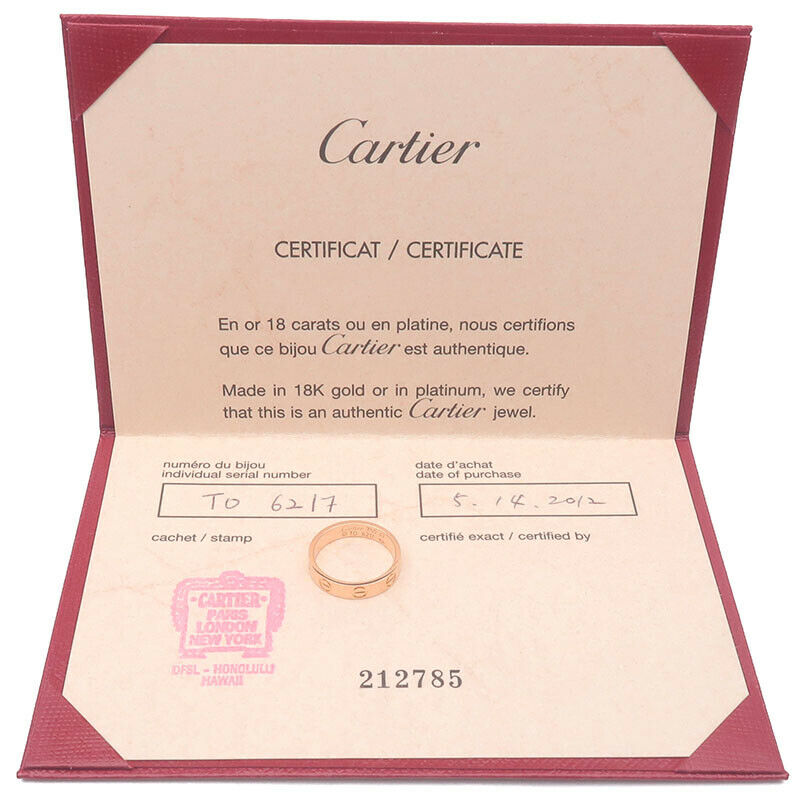 Cartier
CERTIFICAT / CERTIFICATE
En or 18 carats ou en platine, nous certifions
que ce bijou Cartier est authentique.
Made in 18K gold or in platinum, we certify
that this is an authentic Cartier jewel.
numéro du bijou
individual serial number
TO 6217
date d'achat
date of purchase
5. 14. 2012
cachet / stamp
certifié exact / certified by
Cartier
CARTIER
PARIS
LONDON
NEW YORK
DFSL - HONOLULU
HAWAII
212785